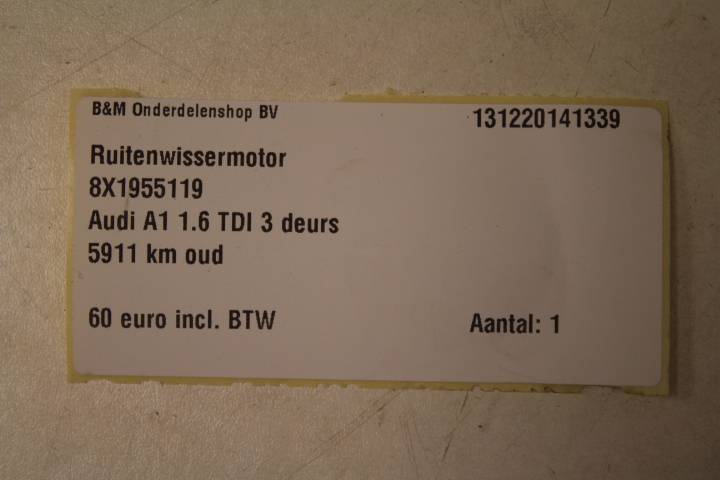 B&M Onderdelenshop BV 131220141339
Ruitenwissermotor
8X1955119
Audi A1 1.6 TDI 3 deurs
5911 km oud
60 euro incl. BTW Aantal: 1